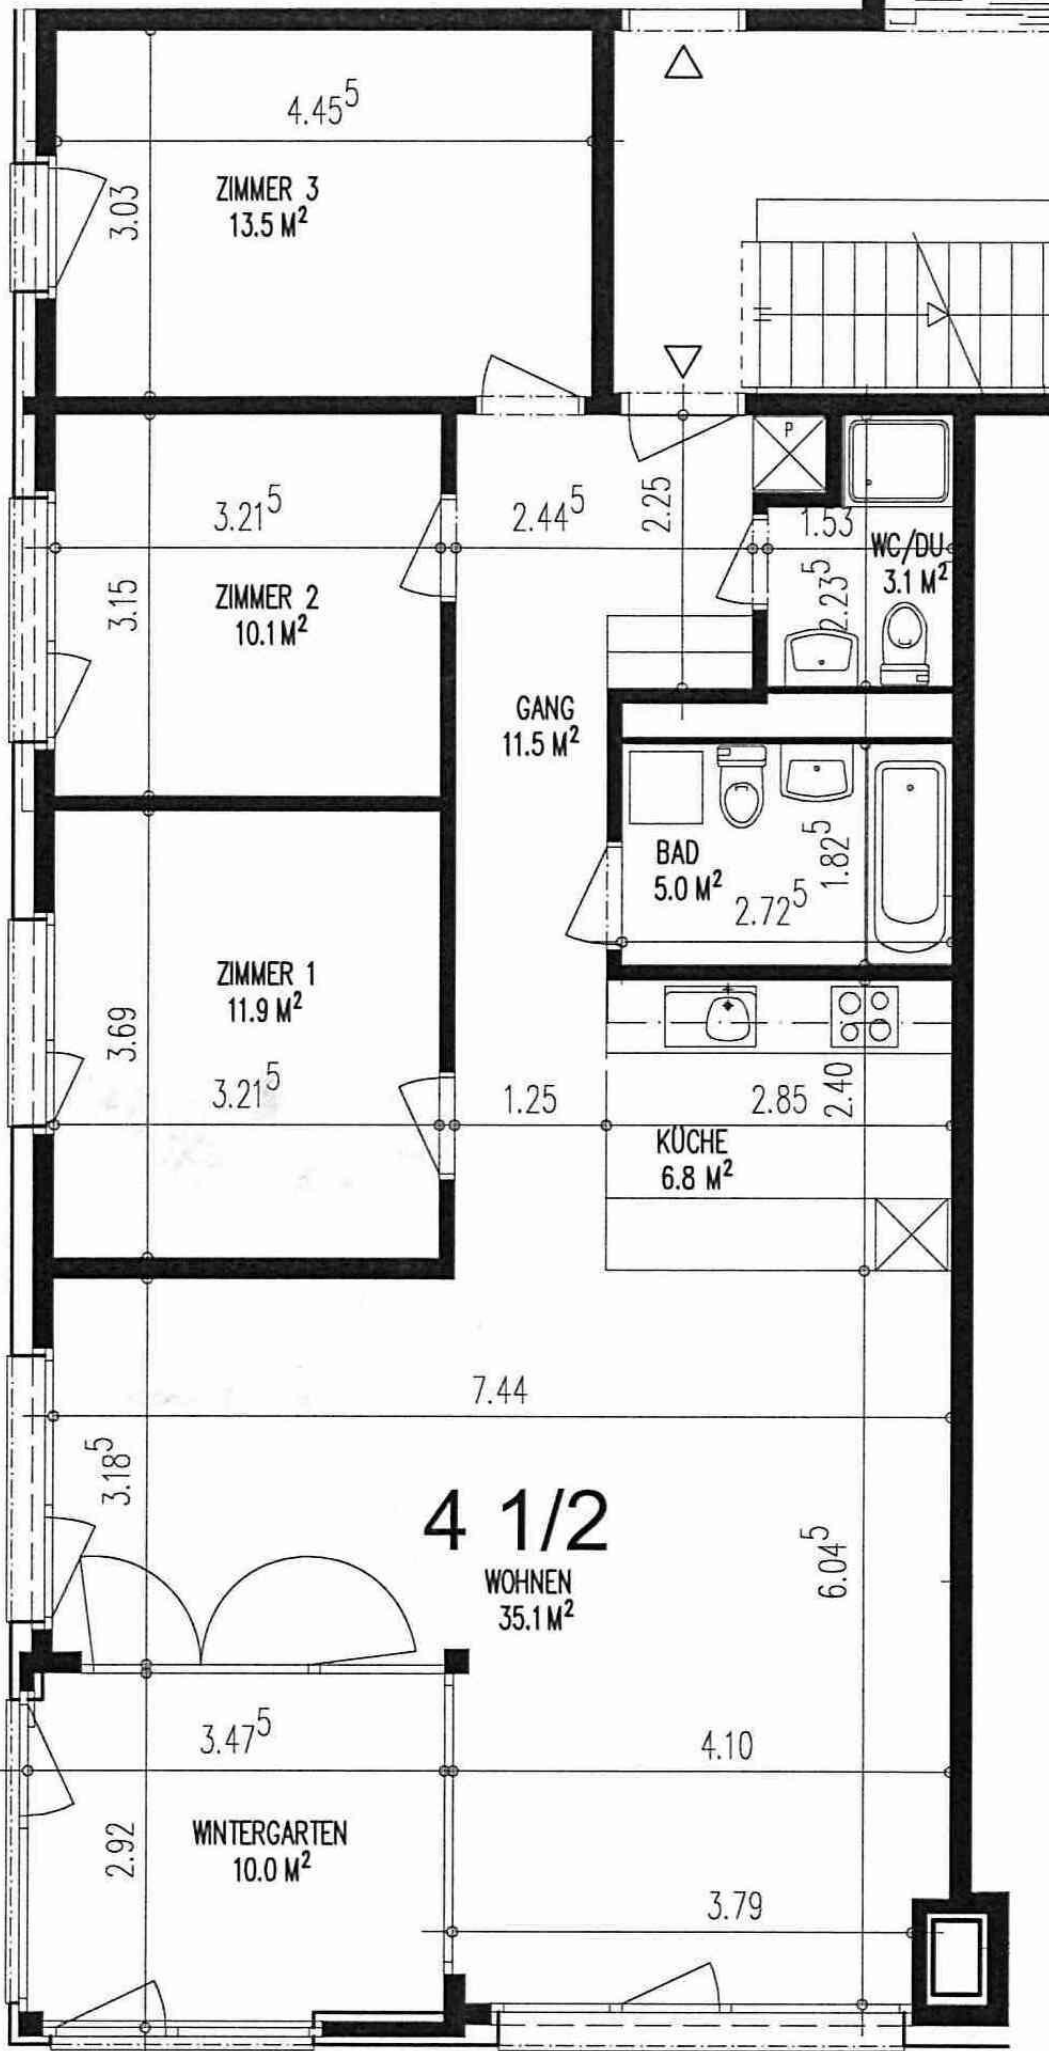 4.45⁵
3.03
ZIMMER 3
13.5 M²
P
3.21⁵
2.44⁵
2.25
1.53
WC/DU
3.1 M²
2.23⁵
3.15
ZIMMER 2
10.1 M²
GANG
11.5 M²
BAD
5.0 M²
1.82⁵
2.72⁵
ZIMMER 1
11.9 M²
3.69
3.21⁵
1.25
2.85
2.40
KÜCHE
6.8 M²
7.44
3.18⁵
4 1/2
WOHNEN
35.1 M²
6.04⁵
3.47⁵
4.10
WINTERGARTEN
10.0 M²
2.92
3.79